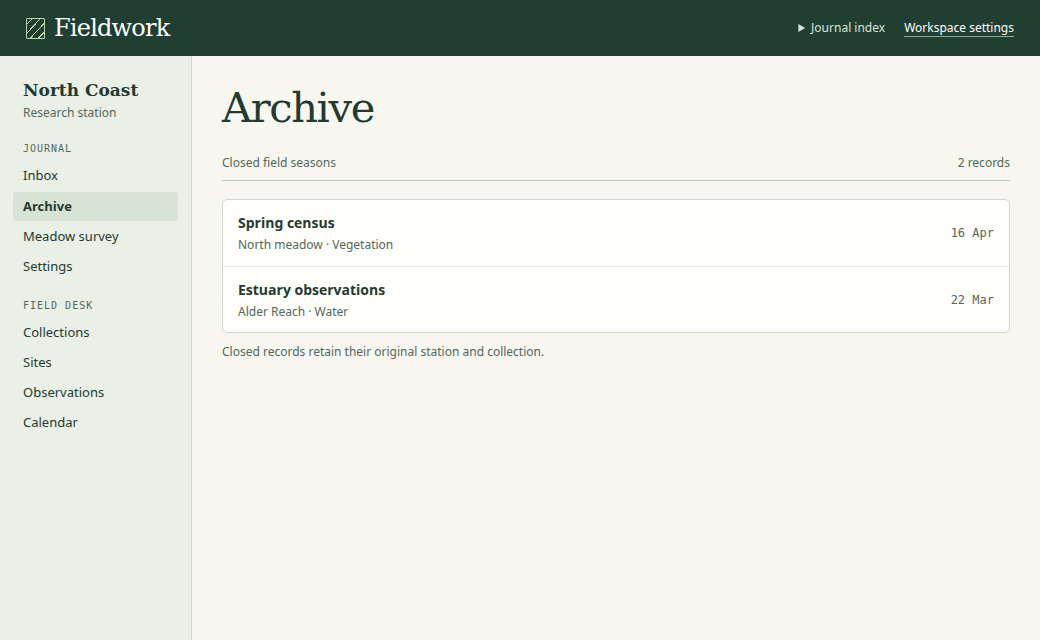 Fieldwork
Journal index
Workspace settings
North Coast
Research station
JOURNAL
Inbox
Archive
Meadow survey
Settings
FIELD DESK
Collections
Sites
Observations
Calendar
Archive
Closed field seasons
2 records
Spring census
North meadow · Vegetation
16 Apr
Estuary observations
Alder Reach · Water
22 Mar
Closed records retain their original station and collection.